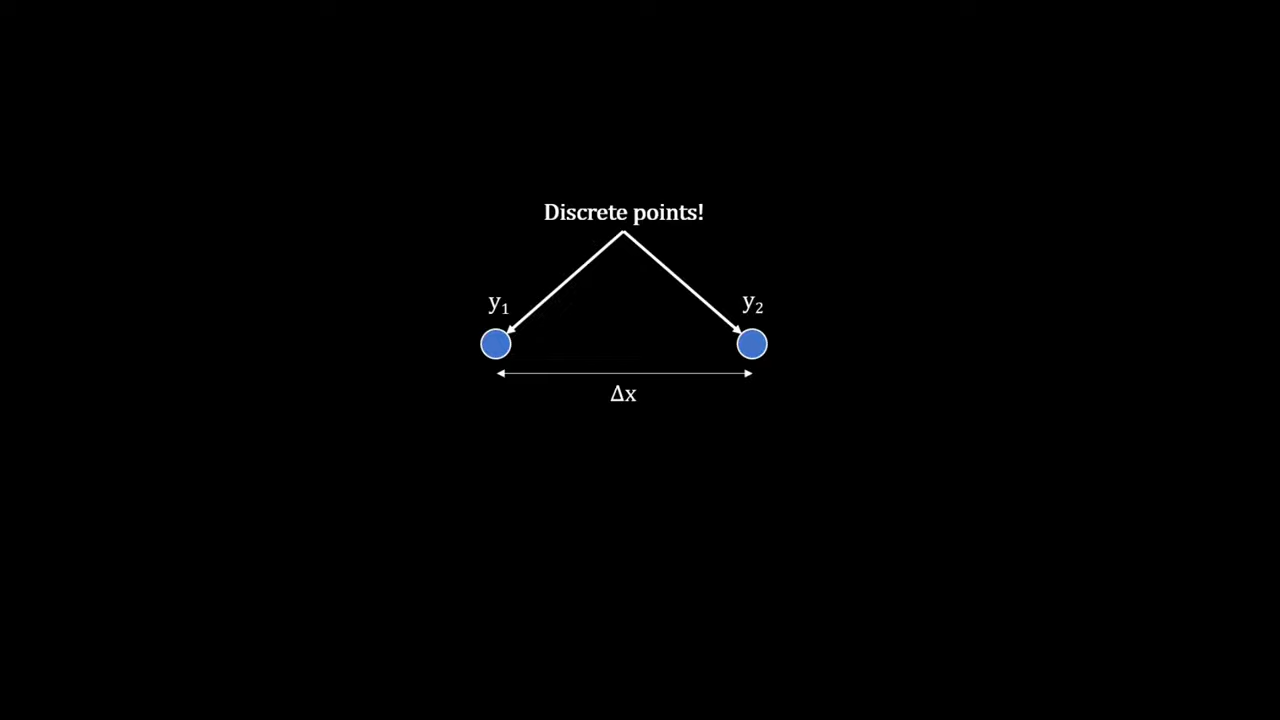 Discrete points!
y₁
y₂
Δx